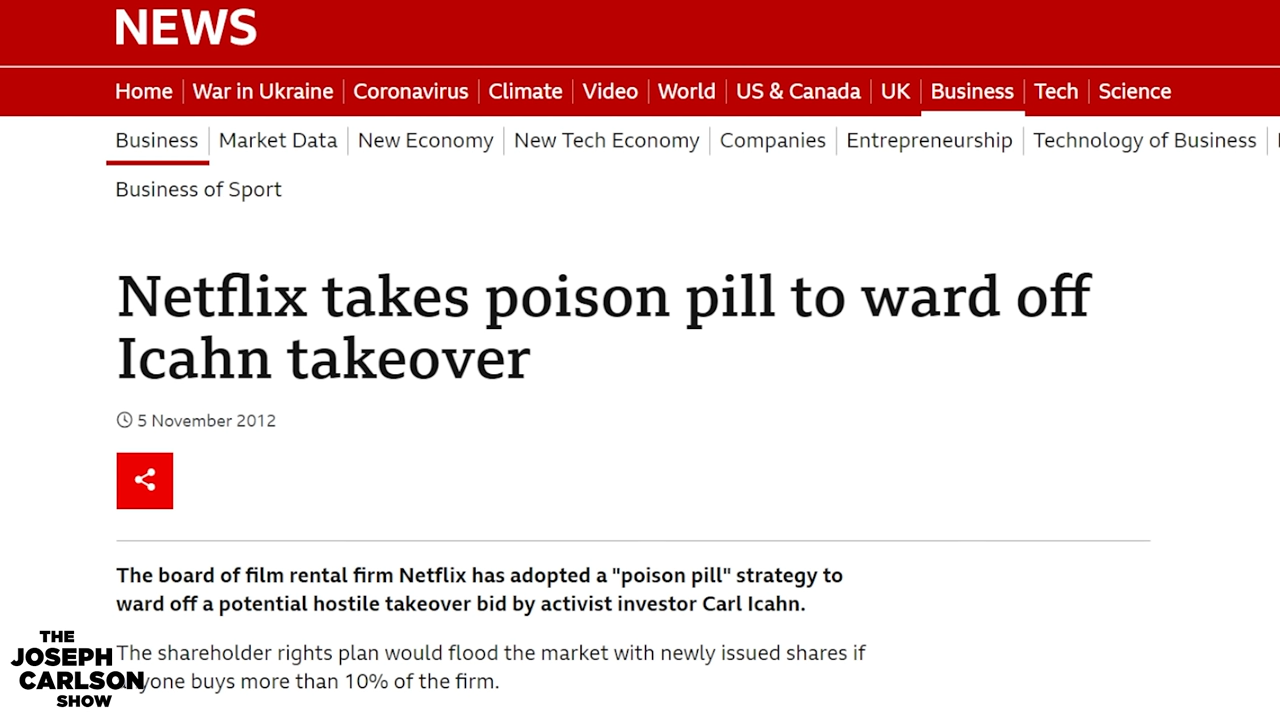 NEWS
Home War in Ukraine Coronavirus Climate Video World US & Canada UK Business Tech Science
Business Market Data New Economy New Tech Economy Companies Entrepreneurship Technology of Business
Business of Sport
Netflix takes poison pill to ward off
Icahn takeover
5 November 2012
The board of film rental firm Netflix has adopted a "poison pill" strategy to
ward off a potential hostile takeover bid by activist investor Carl Icahn.
The shareholder rights plan would flood the market with newly issued shares if
anyone buys more than 10% of the firm.
THE
JOSEPH
CARLSON
SHOW